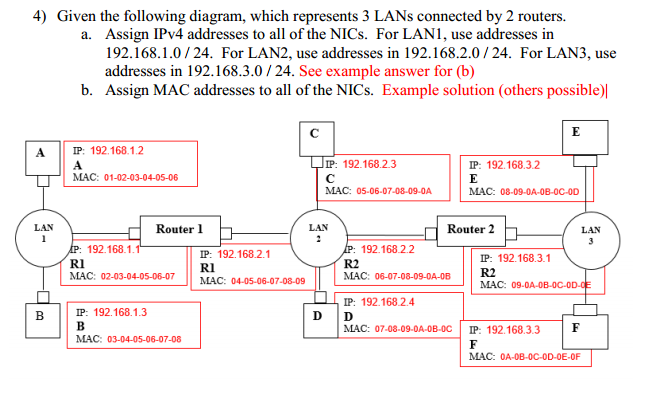 4) Given the following diagram, which represents 3 LANs connected by 2 routers.
a. Assign IPv4 addresses to all of the NICs. For LAN1, use addresses in
192.168.1.0 / 24. For LAN2, use addresses in 192.168.2.0 / 24. For LAN3, use
addresses in 192.168.3.0 / 24. See example answer for (b)
b. Assign MAC addresses to all of the NICs. Example solution (others possible)
A
IP: 192.168.1.2
A
MAC: 01-02-03-04-05-06
C
IP: 192.168.2.3
C
MAC: 05-06-07-08-09-0A
E
IP: 192.168.3.2
E
MAC: 08-09-0A-0B-0C-0D
LAN
1
Router 1
LAN
2
Router 2
LAN
3
IP: 192.168.1.1
R1
MAC: 02-03-04-05-06-07
IP: 192.168.2.1
R1
MAC: 04-05-06-07-08-09
IP: 192.168.2.2
R2
MAC: 06-07-08-09-0A-0B
IP: 192.168.3.1
R2
MAC: 09-0A-0B-0C-0D-0E
B
IP: 192.168.1.3
B
MAC: 03-04-05-06-07-08
D
IP: 192.168.2.4
D
MAC: 07-08-09-0A-0B-0C
IP: 192.168.3.3
F
MAC: 0A-0B-0C-0D-0E-0F
F